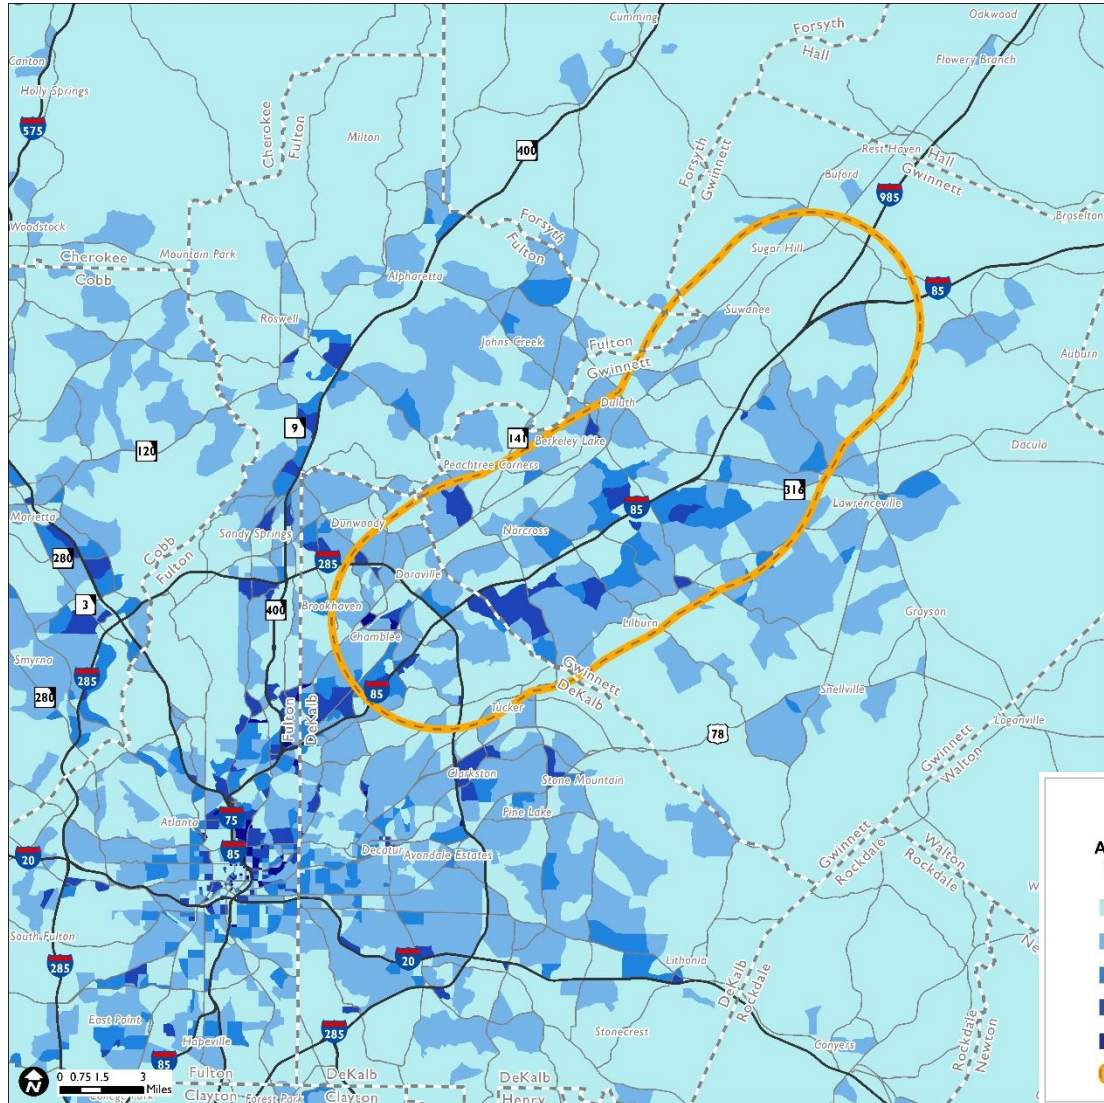 Cumming
Oakwood
Forsyth
Hall
Canton
Flowery Branch
Holly Springs
575
Cherokee
Fulton
Milton
400
Forsyth
Gwinnett
Rest Haven
Hall
Gwinnett
Buford
985
Braselton
Woodstock
Forsyth
Fulton
Mountain Park
Cherokee
Cobb
Sugar Hill
Alpharetta
85
Suwanee
Roswell
Johns Creek
Fulton
Gwinnett
Auburn
Duluth
9
141
Berkeley Lake
120
Dacula
Peachtree Corners
316
Marietta
85
Lawrenceville
Dunwoody
Norcross
Sandy Springs
Cobb
Fulton
280
285
Doraville
3
400
Brookhaven
Chamblee
Lilburn
Grayson
Smyrna
285
280
85
Gwinnett
DeKalb
Snellville
Fulton
DeKalb
Tucker
Loganville
78
Gwinnett
Walton
Clarkston
Stone Mountain
Pine Lake
75
Atlanta
85
20
Decatur
Avondale Estates
Gwinnett
Rockdale
Walton
Rockdale
A
W
Ne
South Fulton
285
20
Lithonia
DeKalb
Rockdale
East Point
285
Stonecrest
Hapeville
85
Conyers
Rockdale
Newton
N
0 0.75 1.5 3
Miles
Fulton
Clayton
DeKalb
Clayton
DeKalb
Henry
College Park
Forest Park